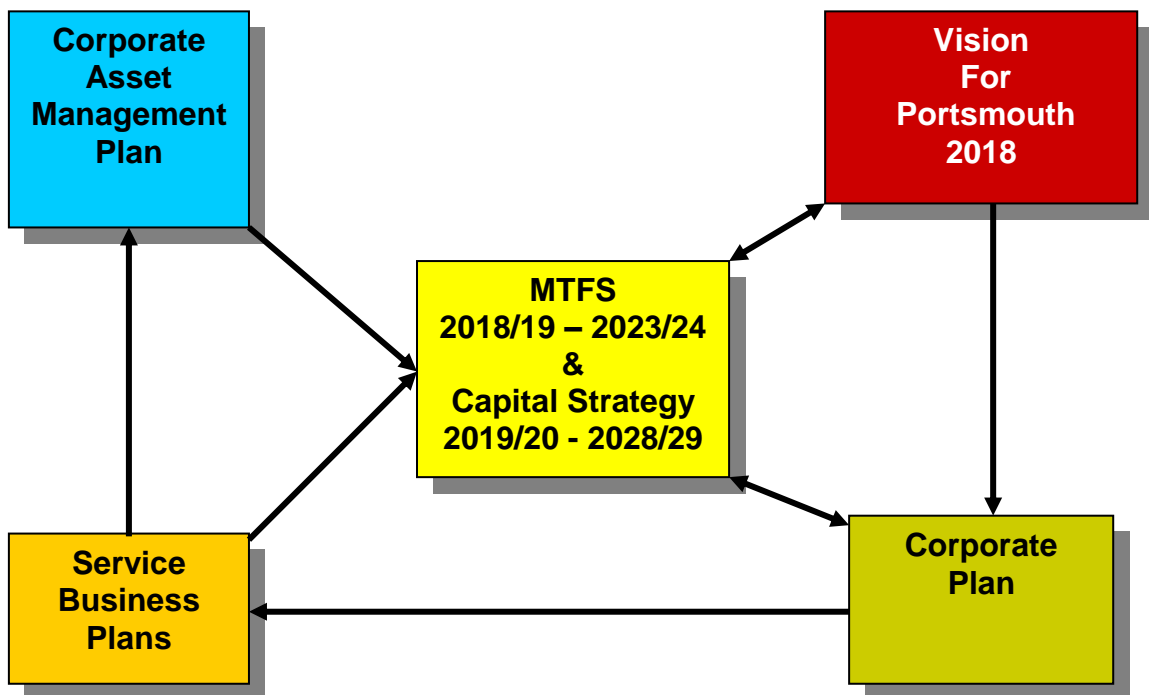 Corporate
Asset
Management
Plan
Vision
For
Portsmouth
2018
MTFS
2018/19 – 2023/24
&
Capital Strategy
2019/20 - 2028/29
Service
Business
Plans
Corporate
Plan